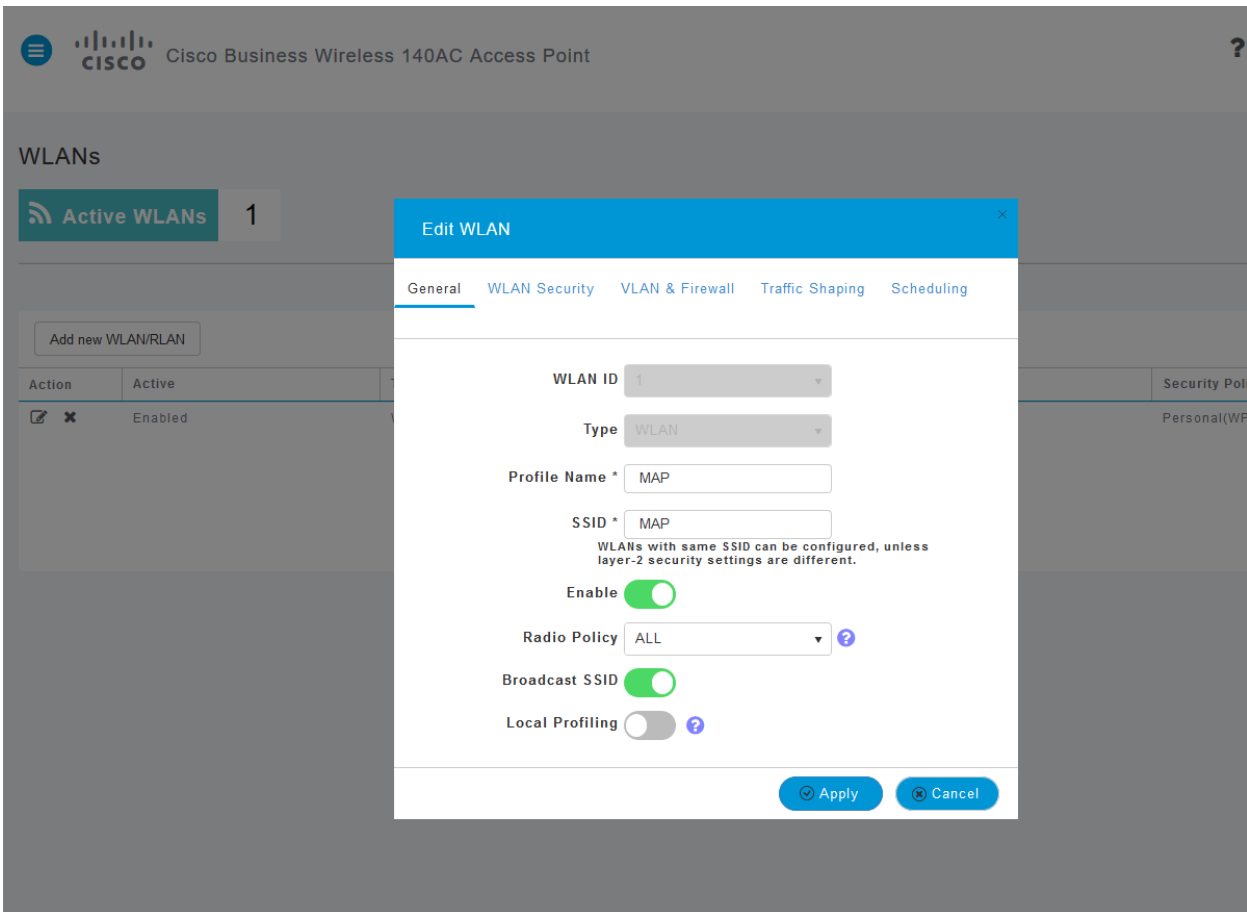 CISCO
Cisco Business Wireless 140AC Access Point
?
WLANs
Active WLANs 1
Edit WLAN
General WLAN Security VLAN & Firewall Traffic Shaping Scheduling
Add new WLAN/RLAN
Action Active Security
Enabled
WLAN ID 1
Type WLAN
Profile Name * MAP
SSID * MAP
WLANs with same SSID can be configured, unless
layer-2 security settings are different.
Enable
Radio Policy ALL ?
Broadcast SSID
Local Profiling ?
Apply Cancel